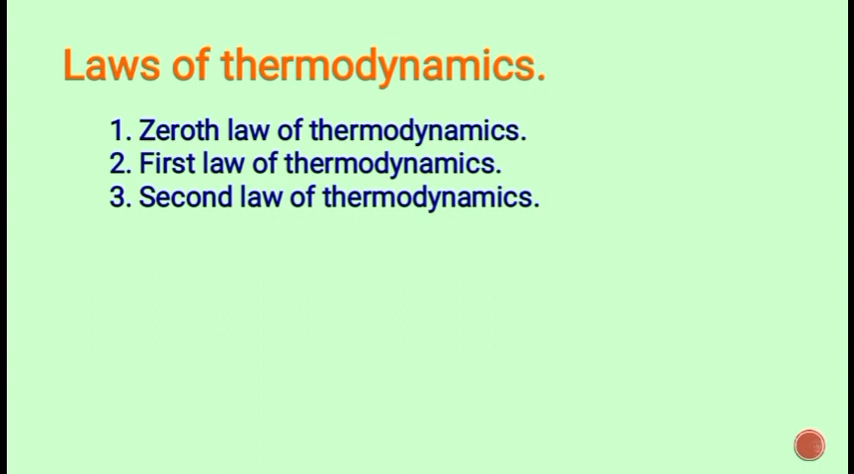 Laws of thermodynamics.
1. Zeroth law of thermodynamics.
2. First law of thermodynamics.
3. Second law of thermodynamics.